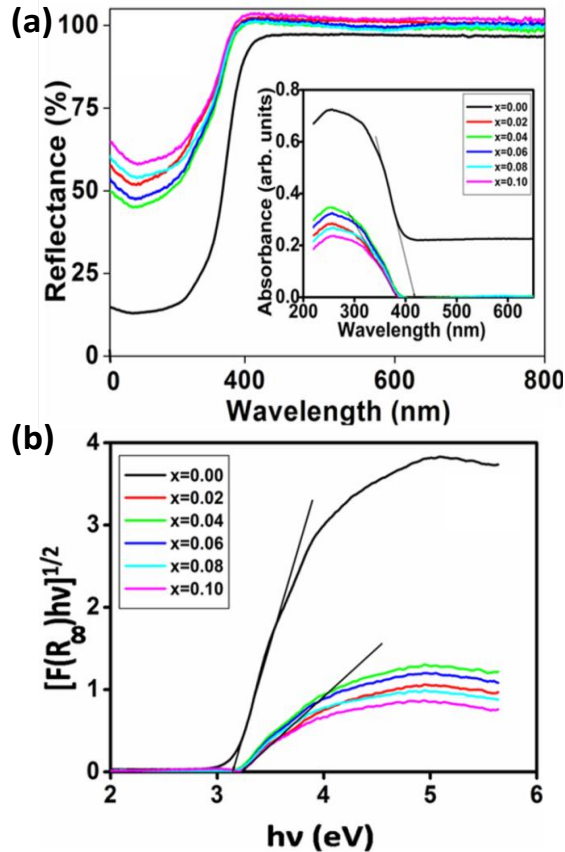 (a)
Reflectance (%)
100
75
50
25
0
0
400
600
800
Wavelength (nm)
Absorbance (arb. units)
0.8
0.6
0.4
0.2
0.0
200
300
400
500
600
Wavelength (nm)
x=0.00
x=0.02
x=0.04
x=0.06
x=0.08
x=0.10
(b)
[F(R∞)hν]1/2
4
3
2
1
0
2
3
4
5
6
hν (eV)
x=0.00
x=0.02
x=0.04
x=0.06
x=0.08
x=0.10